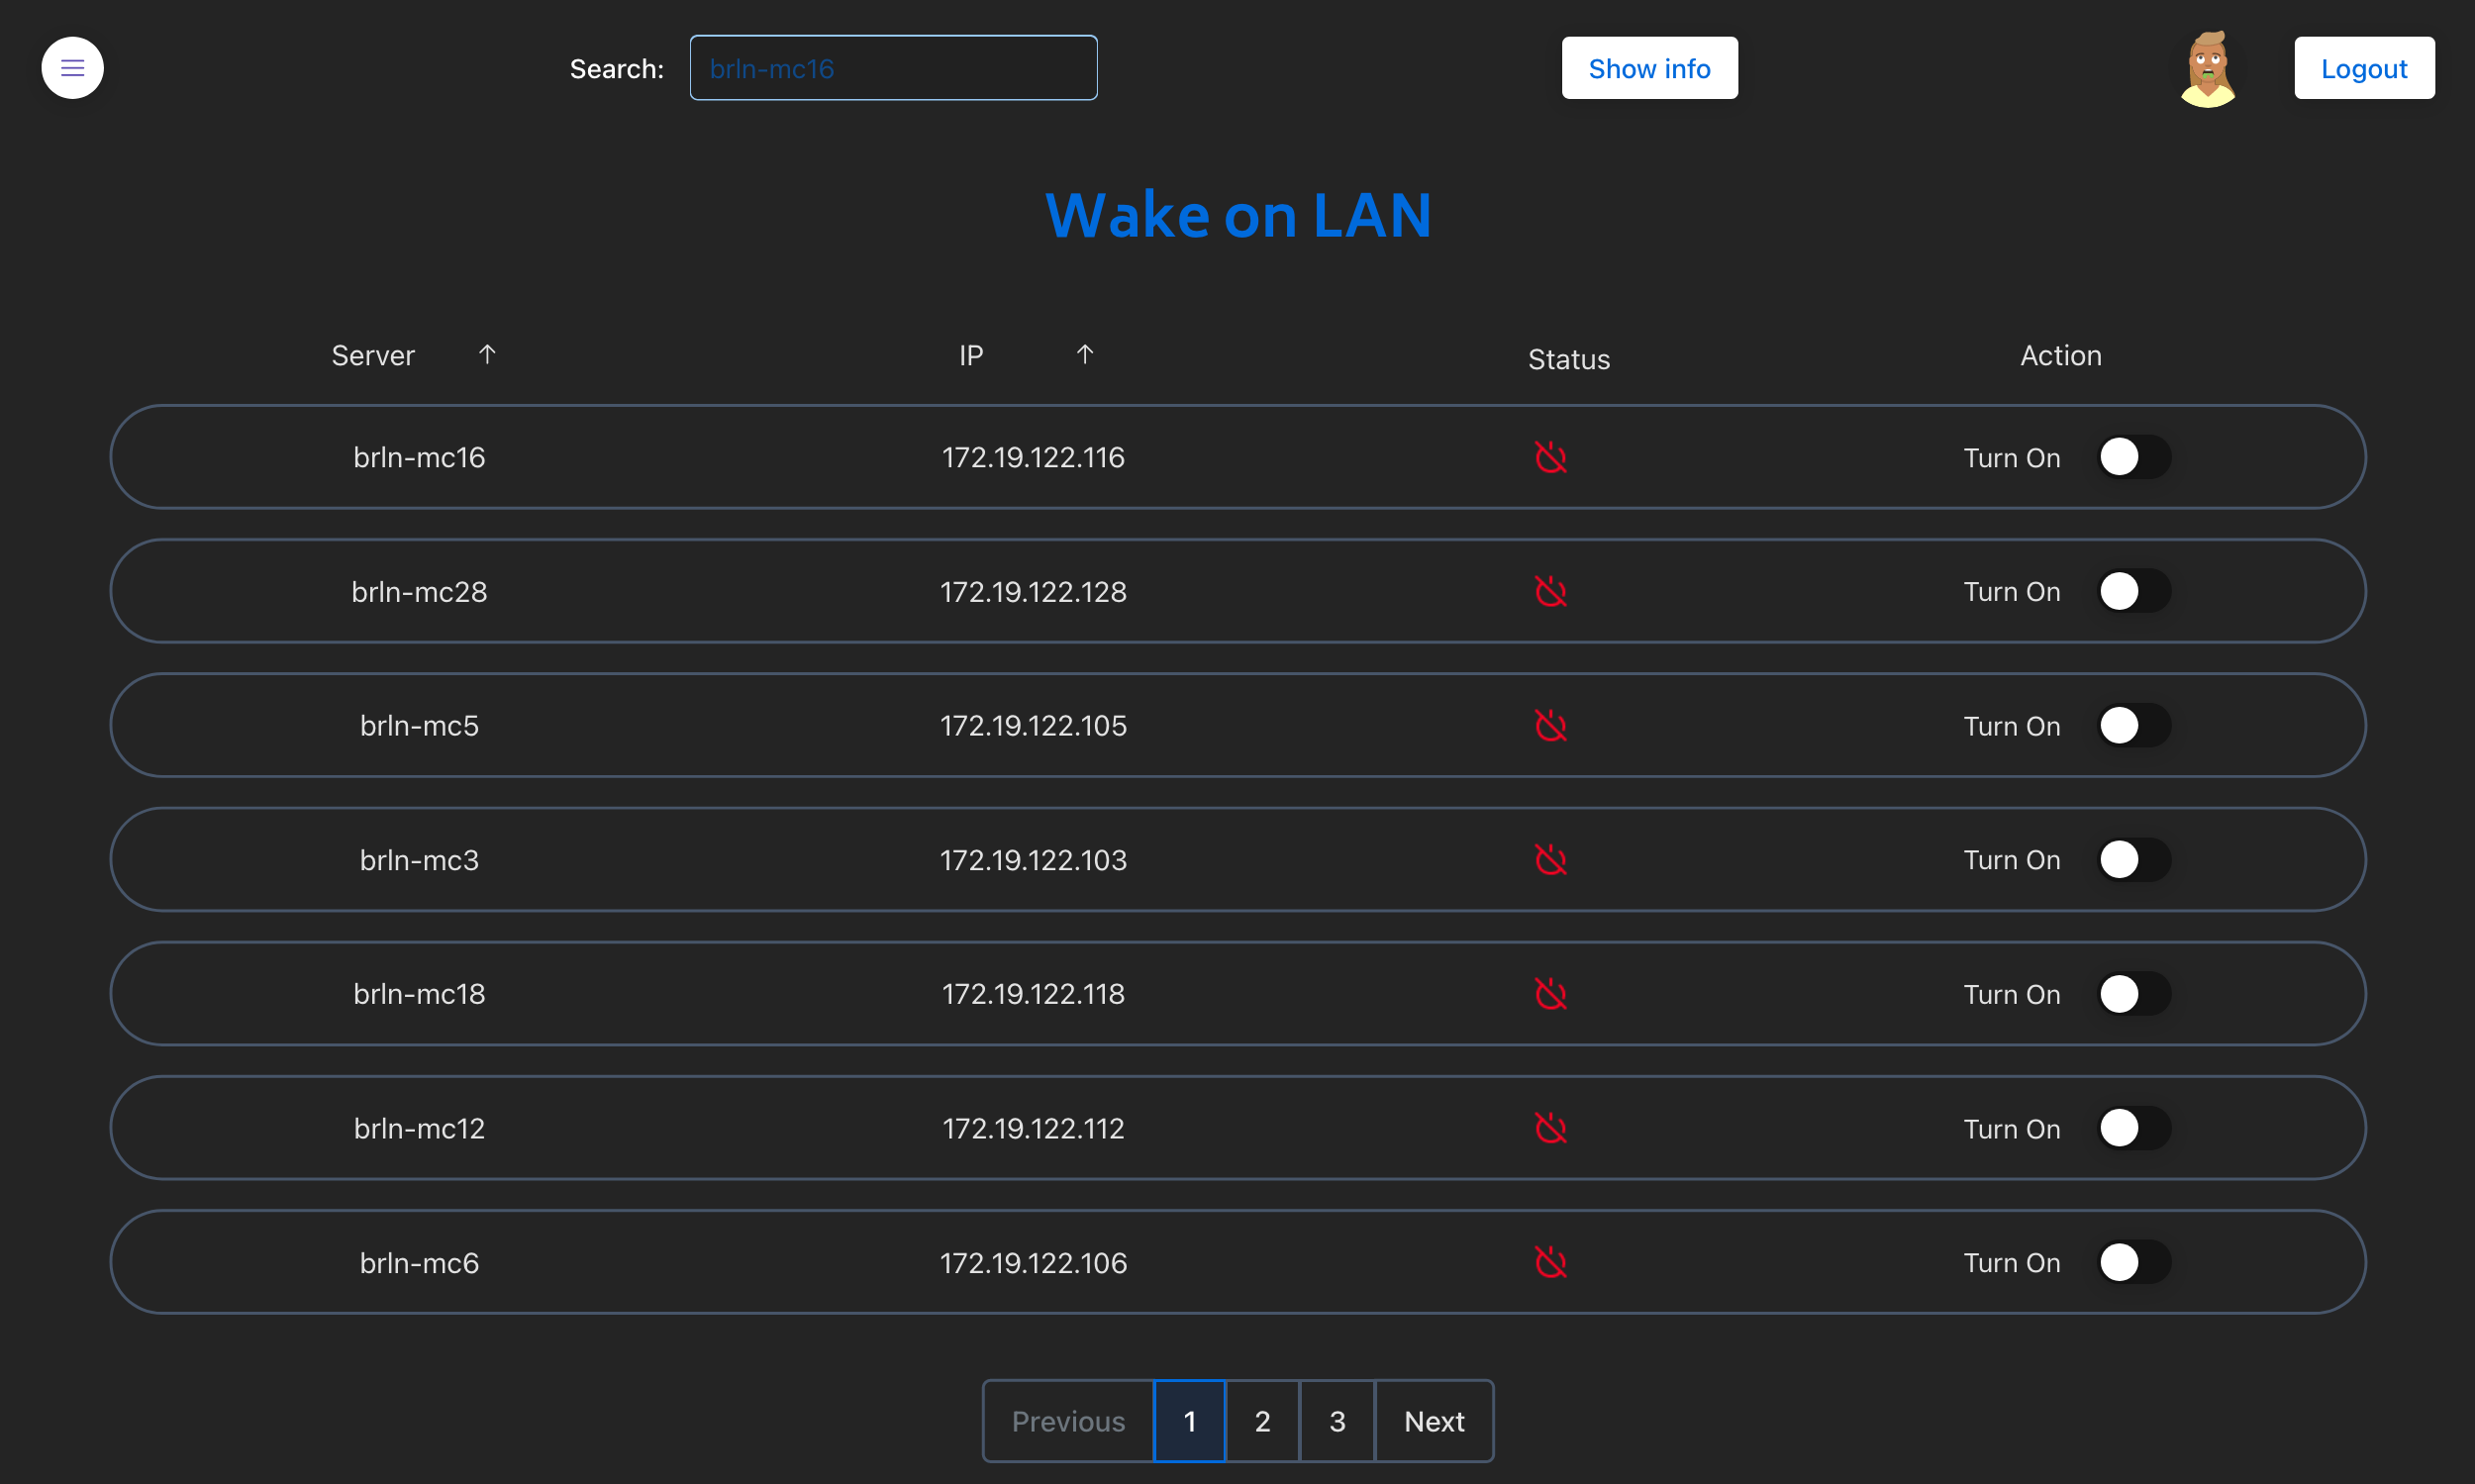 Search: brln-mc16 Show info Logout
Wake on LAN
Server ↑ IP ↑ Status Action
brln-mc16 172.19.122.116 Turn On
brln-mc28 172.19.122.128 Turn On
brln-mc5 172.19.122.105 Turn On
brln-mc3 172.19.122.103 Turn On
brln-mc18 172.19.122.118 Turn On
brln-mc12 172.19.122.112 Turn On
brln-mc6 172.19.122.106 Turn On
Previous 1 2 3 Next